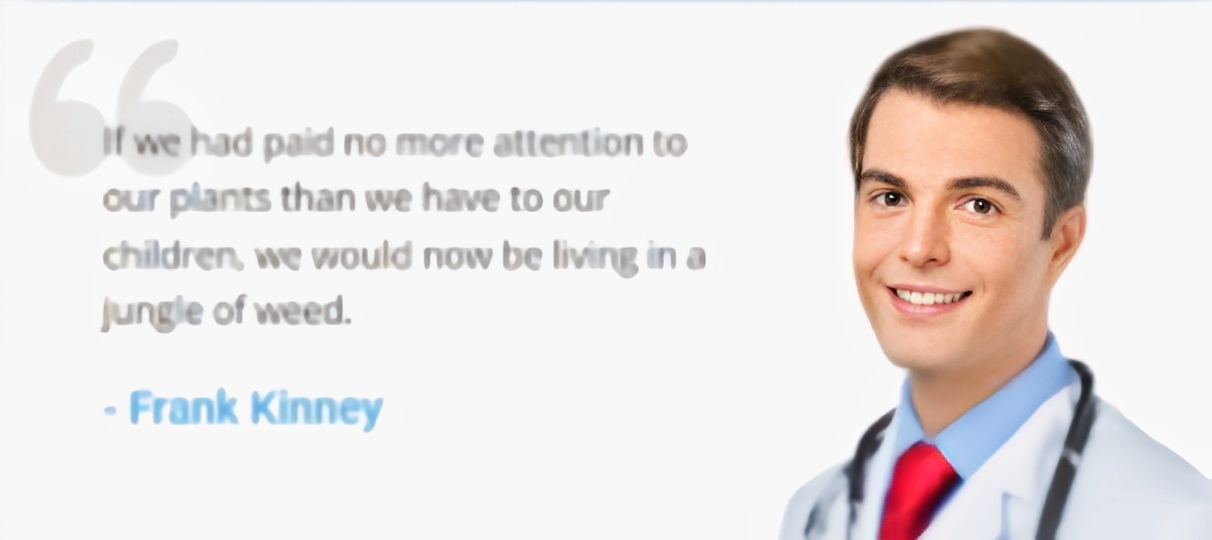 If we had paid no more attention to
our plants than we have to our
children, we would now be living in a
jungle of weed.
- Frank Kinney